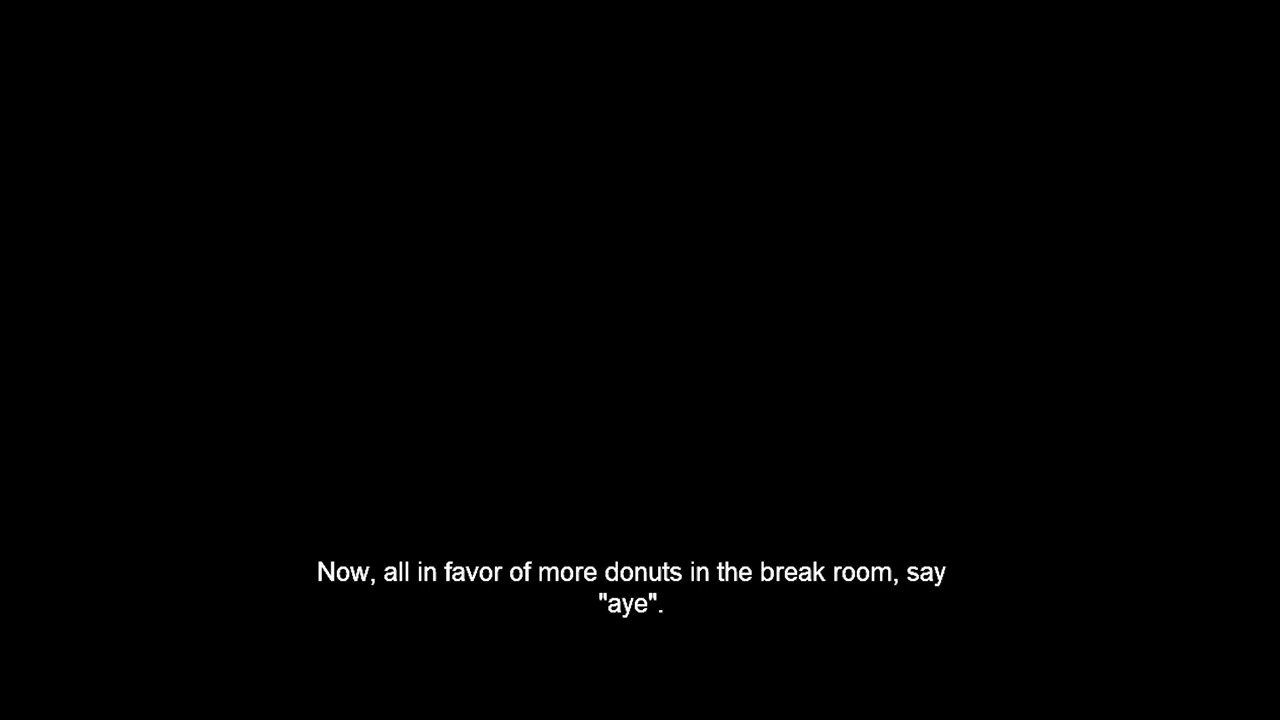 Now, all in favor of more donuts in the break room, say
"aye".